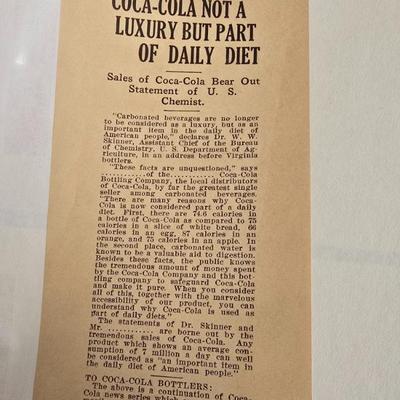 COCA-COLA NOT A
LUXURY BUT PART
OF DAILY DIET
Sales of Coca-Cola Bear Out
Statement of U. S.
Chemist.
"Carbonated beverages are no longer
to be considered as a luxury, but as an
important item in the daily diet of
American people," declares Dr. W. W.
Skinner, Assistant Chief of the Bureau
of Chemistry, U. S. Department of Ag-
riculture, in an address before Virginia
bottlers.
"These facts are unquestioned," says
............of the............ Coca-Cola
Bottling Company, the local distributors
of Coca-Cola, by far the greatest single
seller among carbonated beverages.
"There are many reasons why Coca-
Cola is now considered part of a daily
diet. First, there are 74.6 calories in
a bottle of Coca-Cola as compared to 75
calories in a slice of white bread, 66
calories in an egg, 87 calories in an
orange, and 75 calories in an apple. In
the second place, carbonated water is
known to be a valuable aid to digestion.
Besides these facts, the public knows
the tremendous amount of money spent
by the Coca-Cola Company and this bot-
tling company to safeguard Coca-Cola
and make it pure. When you consider
all of this, together with the marvelous
accessibility of our product, you can
understand why Coca-Cola is used as
part of daily diets."
The statements of Dr. Skinner and
Mr. ............ are borne out by the
tremendous sales of Coca-Cola. Any
product which shows an average con-
sumption of 7 million a day can well
be considered as "an important item in
the daily diet of American people."
TO COCA-COLA BOTTLERS:
The above is a continuation of Coca-
Cola news series which